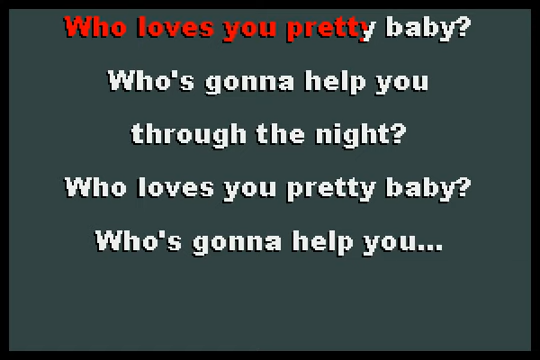 Who loves you pretty baby?
Who's gonna help you
through the night?
Who loves you pretty baby?
Who's gonna help you...